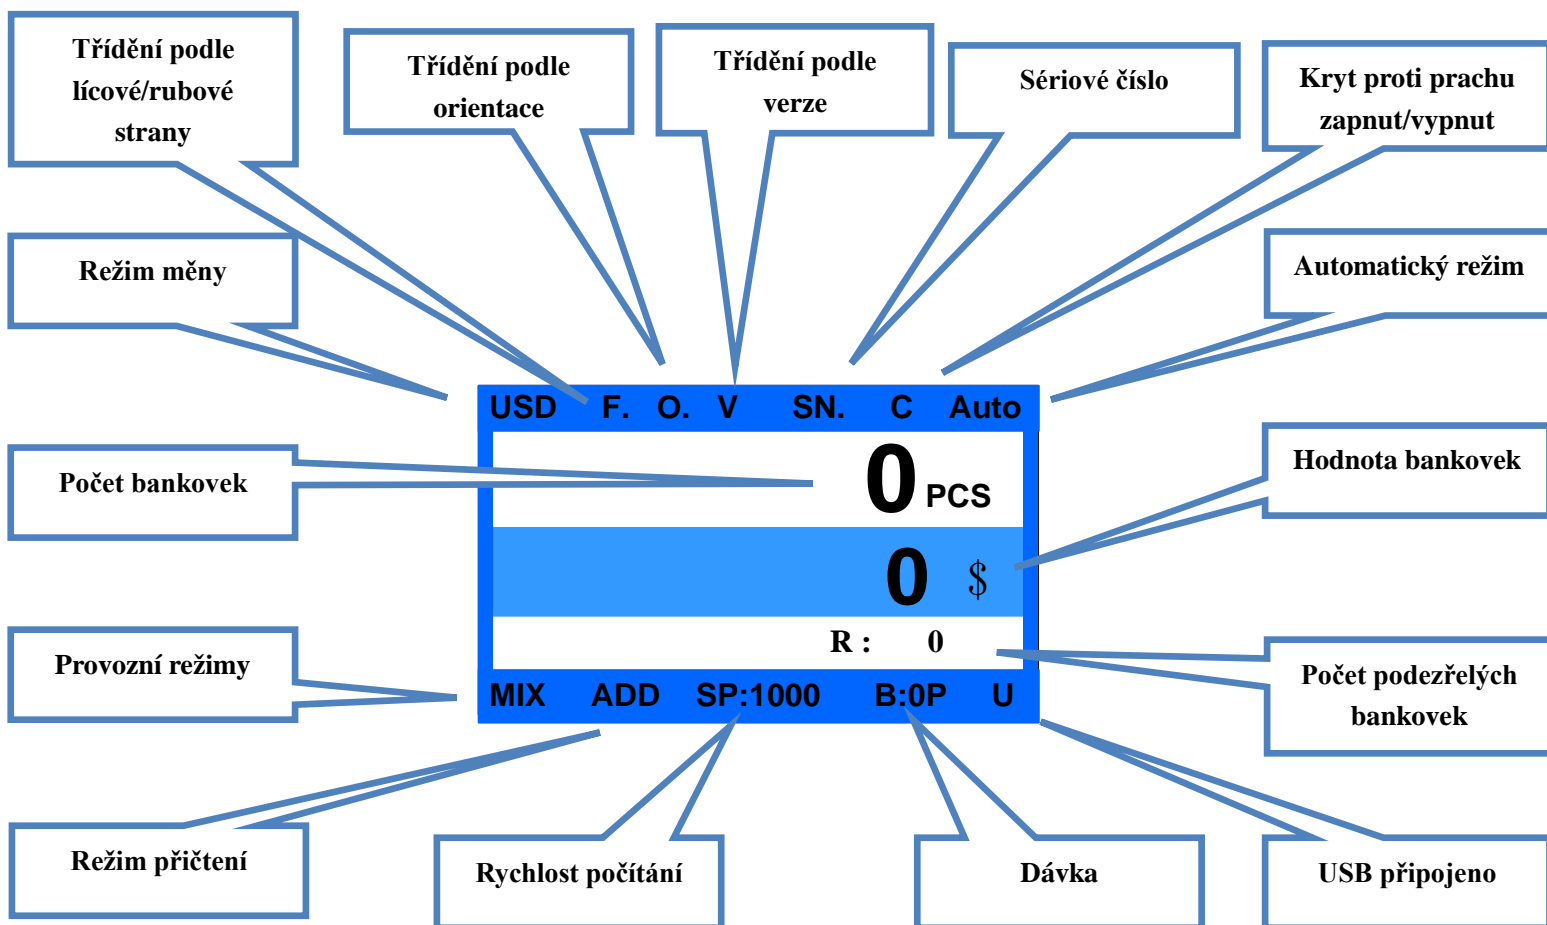 Třídění podle
lícové/rubové
strany
Třídění podle
orientace
Třídění podle
verze
Sériové číslo
Kryt proti prachu
zapnut/vypnut
Režim měny
Automatický režim
USD F. O. V SN. C Auto
Počet bankovek
0 PCS
Hodnota bankovek
0 $
R : 0
Provozní režimy
Počet podezřelých
bankovek
MIX ADD SP:1000 B:0P U
Režim přičtení
Rychlost počítání
Dávka
USB připojeno